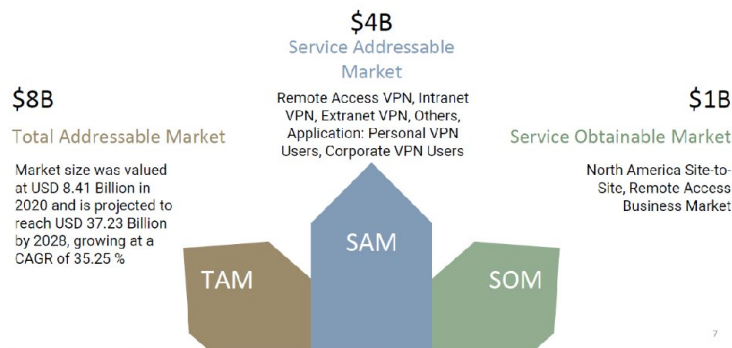 $4B
Service Addressable
Market
Remote Access VPN, Intranet
VPN, Extranet VPN, Others,
Application: Personal VPN
Users, Corporate VPN Users
$8B
Total Addressable Market
Market size was valued
at USD 8.41 Billion in
2020 and is projected to
reach USD 37.23 Billion
by 2028, growing at a
CAGR of 35.25 %
$1B
Service Obtainable Market
North America Site-to-
Site, Remote Access
Business Market
TAM
SAM
SOM
7